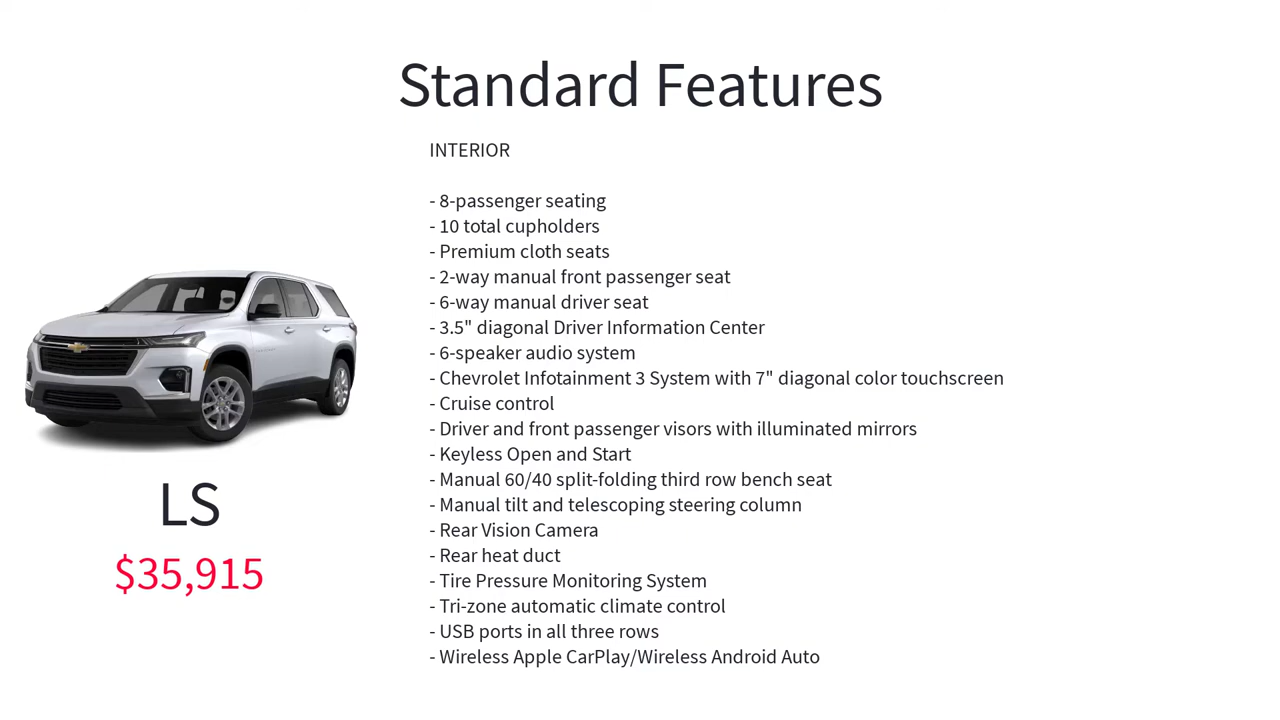 Standard Features
INTERIOR
- 8-passenger seating
- 10 total cupholders
- Premium cloth seats
- 2-way manual front passenger seat
- 6-way manual driver seat
- 3.5" diagonal Driver Information Center
- 6-speaker audio system
- Chevrolet Infotainment 3 System with 7" diagonal color touchscreen
- Cruise control
- Driver and front passenger visors with illuminated mirrors
- Keyless Open and Start
- Manual 60/40 split-folding third row bench seat
- Manual tilt and telescoping steering column
- Rear Vision Camera
- Rear heat duct
- Tire Pressure Monitoring System
- Tri-zone automatic climate control
- USB ports in all three rows
- Wireless Apple CarPlay/Wireless Android Auto
LS
$35,915